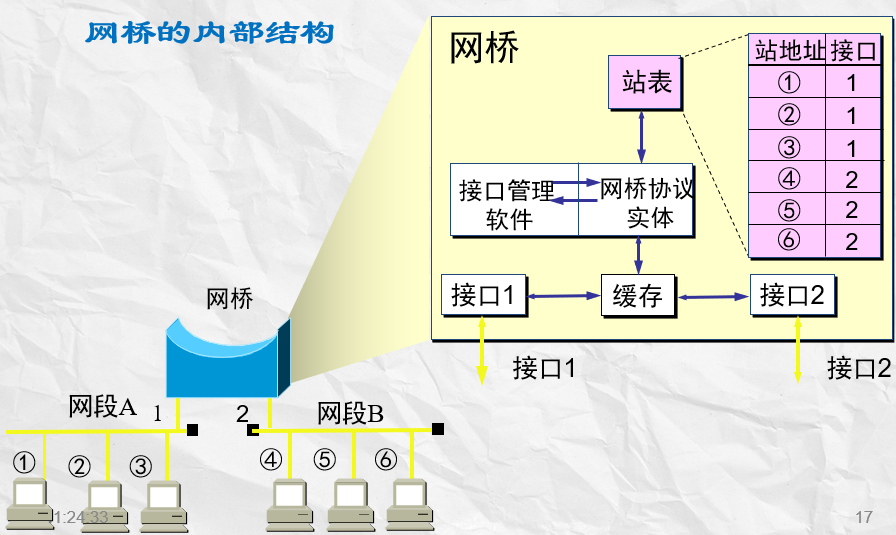 网桥的内部结构
网桥
站表
站地址 接口
① 1
② 1
③ 1
④ 2
⑤ 2
⑥ 2
接口管理
软件
网桥协议
实体
接口1
缓存
接口2
接口1
接口2
网桥
网段A
1
2
网段B
①
②
③
④
⑤
⑥
1:24:33
17